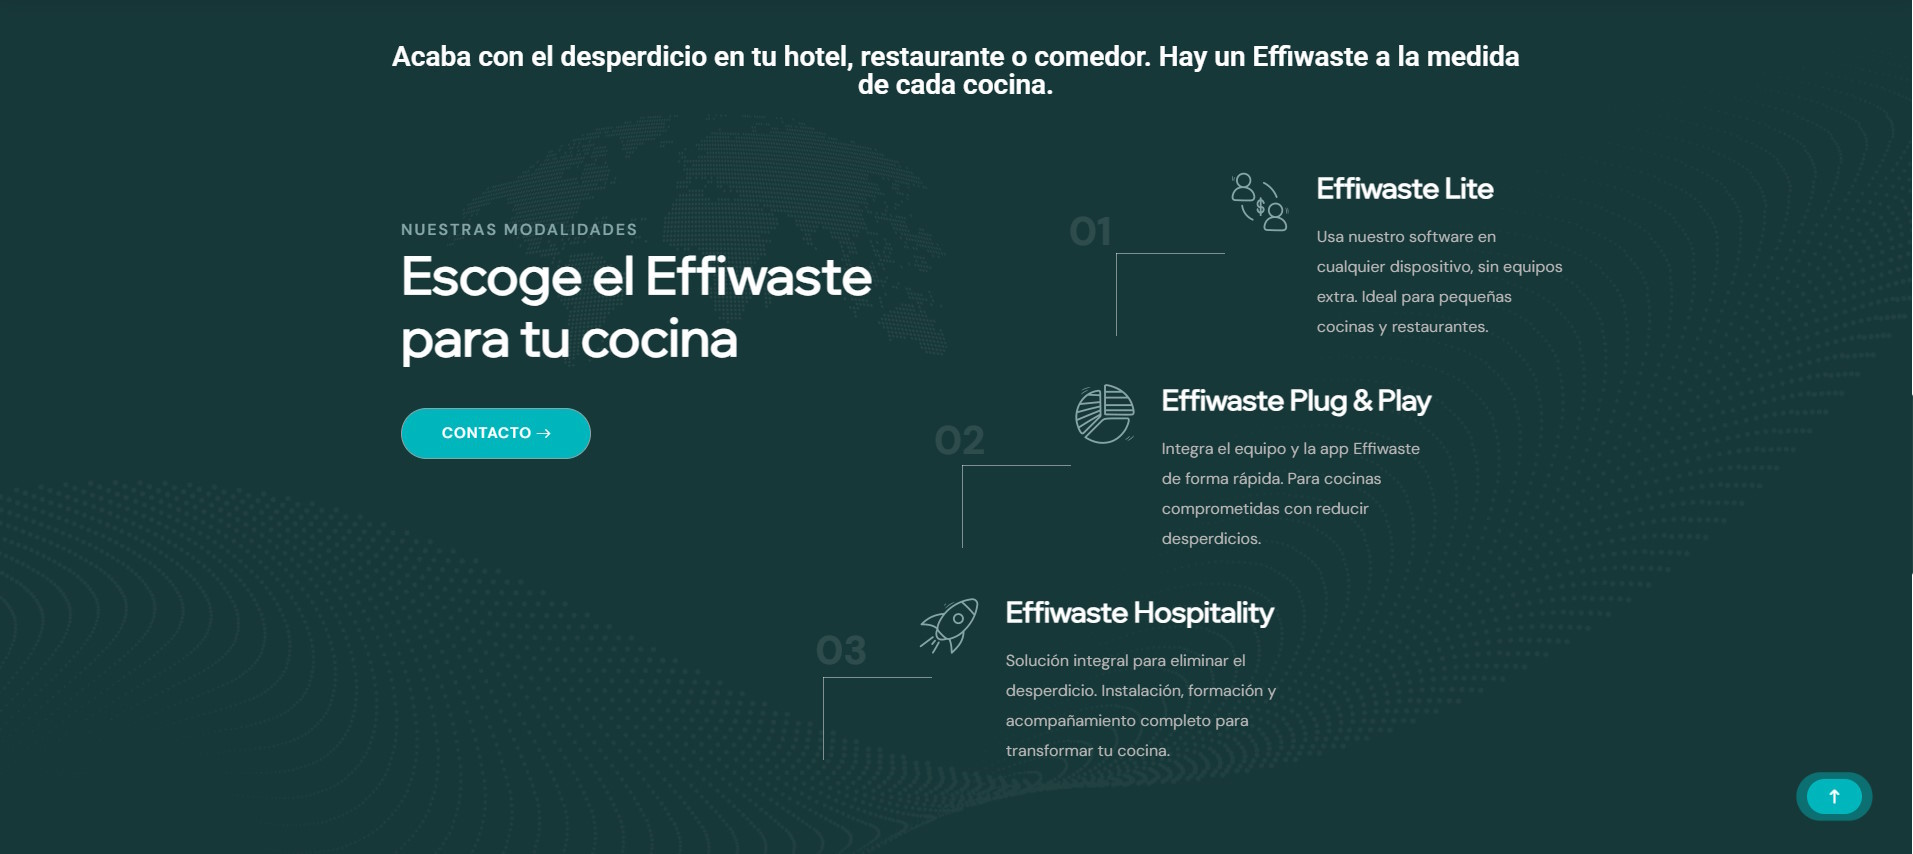 Acaba con el desperdicio en tu hotel, restaurante o comedor. Hay un Effiwaste a la medida
de cada cocina.
NUESTRAS MODALIDADES
Escoge el Effiwaste
para tu cocina
CONTACTO →
01
Effiwaste Lite
Usa nuestro software en
cualquier dispositivo, sin equipos
extra. Ideal para pequeñas
cocinas y restaurantes.
02
Effiwaste Plug & Play
Integra el equipo y la app Effiwaste
de forma rápida. Para cocinas
comprometidas con reducir
desperdicios.
03
Effiwaste Hospitality
Solución integral para eliminar el
desperdicio. Instalación, formación y
acompañamiento completo para
transformar tu cocina.